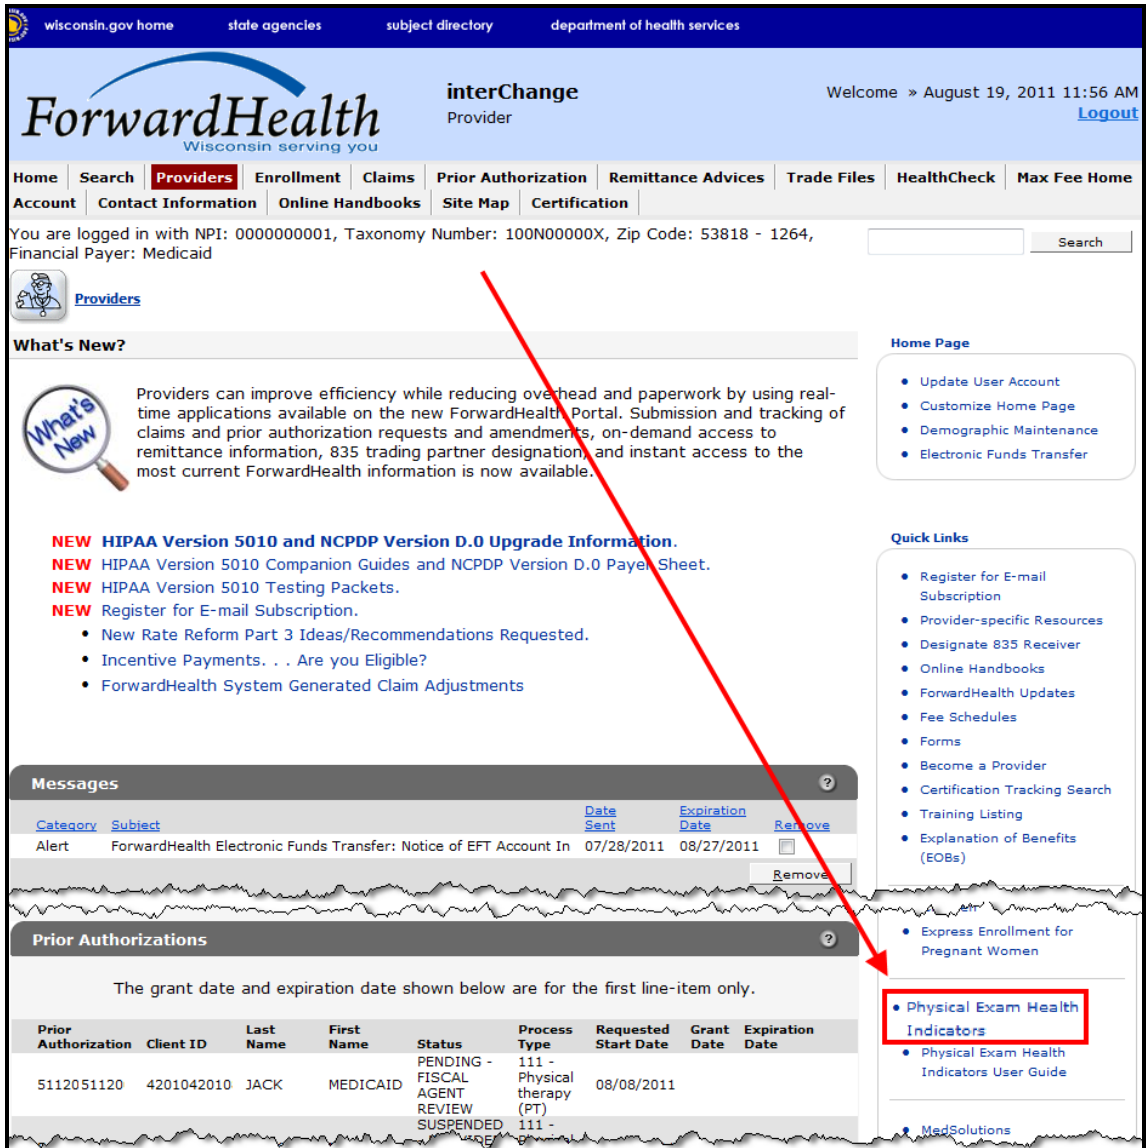 wisconsin.gov home state agencies subject directory department of health services
ForwardHealth
Wisconsin serving you
interChange
Provider
Welcome » August 19, 2011 11:56 AM
Logout
Home Search Providers Enrollment Claims Prior Authorization Remittance Advices Trade Files HealthCheck Max Fee Home
Account Contact Information Online Handbooks Site Map Certification
You are logged in with NPI: 0000000001, Taxonomy Number: 100N00000X, Zip Code: 53818 - 1264,
Financial Payer: Medicaid
Search
Providers
What's New?
What's
New
Providers can improve efficiency while reducing overhead and paperwork by using real-
time applications available on the new ForwardHealth Portal. Submission and tracking of
claims and prior authorization requests and amendments, on-demand access to
remittance information, 835 trading partner designation, and instant access to the
most current ForwardHealth information is now available.
NEW HIPAA Version 5010 and NCPDP Version D.0 Upgrade Information.
NEW HIPAA Version 5010 Companion Guides and NCPDP Version D.0 Payer Sheet.
NEW HIPAA Version 5010 Testing Packets.
NEW Register for E-mail Subscription.
• New Rate Reform Part 3 Ideas/Recommendations Requested.
• Incentive Payments. . . Are you Eligible?
• ForwardHealth System Generated Claim Adjustments
Messages ?
Category Subject Date Sent Expiration Date Remove
Alert ForwardHealth Electronic Funds Transfer: Notice of EFT Account In 07/28/2011 08/27/2011
Remove
Prior Authorizations ?
The grant date and expiration date shown below are for the first line-item only.
Prior Authorization Client ID Last Name First Name Status Process Type Requested Start Date Grant Date Expiration Date
5112051120 4201042010 JACK MEDICAID PENDING - FISCAL AGENT REVIEW 111 - Physical therapy (PT) 08/08/2011
SUSPENDED 111 -
Home Page
• Update User Account
• Customize Home Page
• Demographic Maintenance
• Electronic Funds Transfer
Quick Links
• Register for E-mail
Subscription
• Provider-specific Resources
• Designate 835 Receiver
• Online Handbooks
• ForwardHealth Updates
• Fee Schedules
• Forms
• Become a Provider
• Certification Tracking Search
• Training Listing
• Explanation of Benefits
(EOBs)
• Express Enrollment for
Pregnant Women
• Physical Exam Health
Indicators
• Physical Exam Health
Indicators User Guide
• MedSolutions